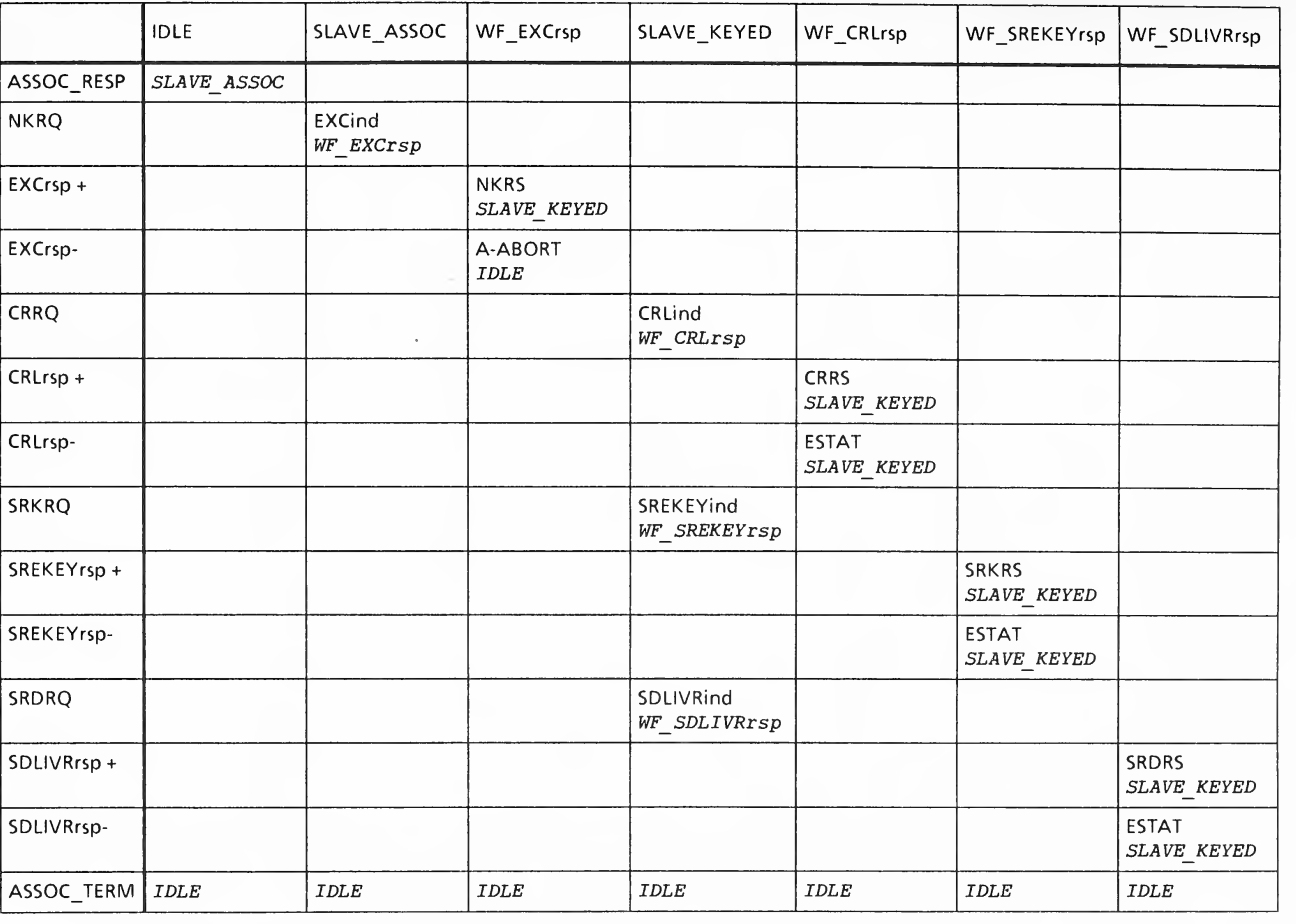 IDLE SLAVE_ASSOC WF_EXCrsp SLAVE_KEYED WF_CRLrsp WF_SREKEYrsp WF_SDLIVRrsp
ASSOC_RESP SLAVE_ASSOC
NKRQ EXCind
WF_EXCrsp
EXCrsp + NKRS
SLAVE_KEYED
EXCrsp- A-ABORT
IDLE
CRRQ CRLind
WF_CRLrsp
CRLrsp + CRRS
SLAVE_KEYED
CRLrsp- ESTAT
SLAVE_KEYED
SRKRQ SREKEYind
WF_SREKEYrsp
SREKEYrsp + SRKRS
SLAVE_KEYED
SREKEYrsp- ESTAT
SLAVE_KEYED
SRDRQ SDLIVRind
WF_SDLIVRrsp
SDLIVRrsp + SRDRS
SLAVE_KEYED
SDLIVRrsp- ESTAT
SLAVE_KEYED
ASSOC_TERM IDLE IDLE IDLE IDLE IDLE IDLE IDLE